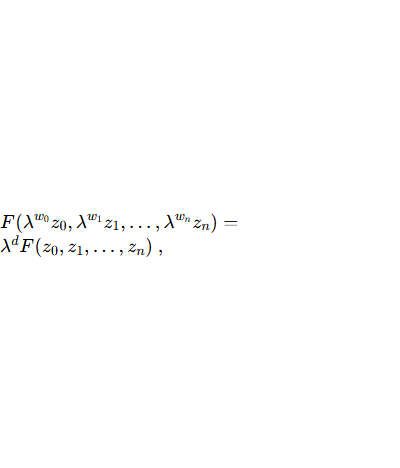 F(λ^{w_0}z_0, λ^{w_1}z_1, …, λ^{w_n}z_n) =
λ^d F(z_0, z_1, …, z_n) ,